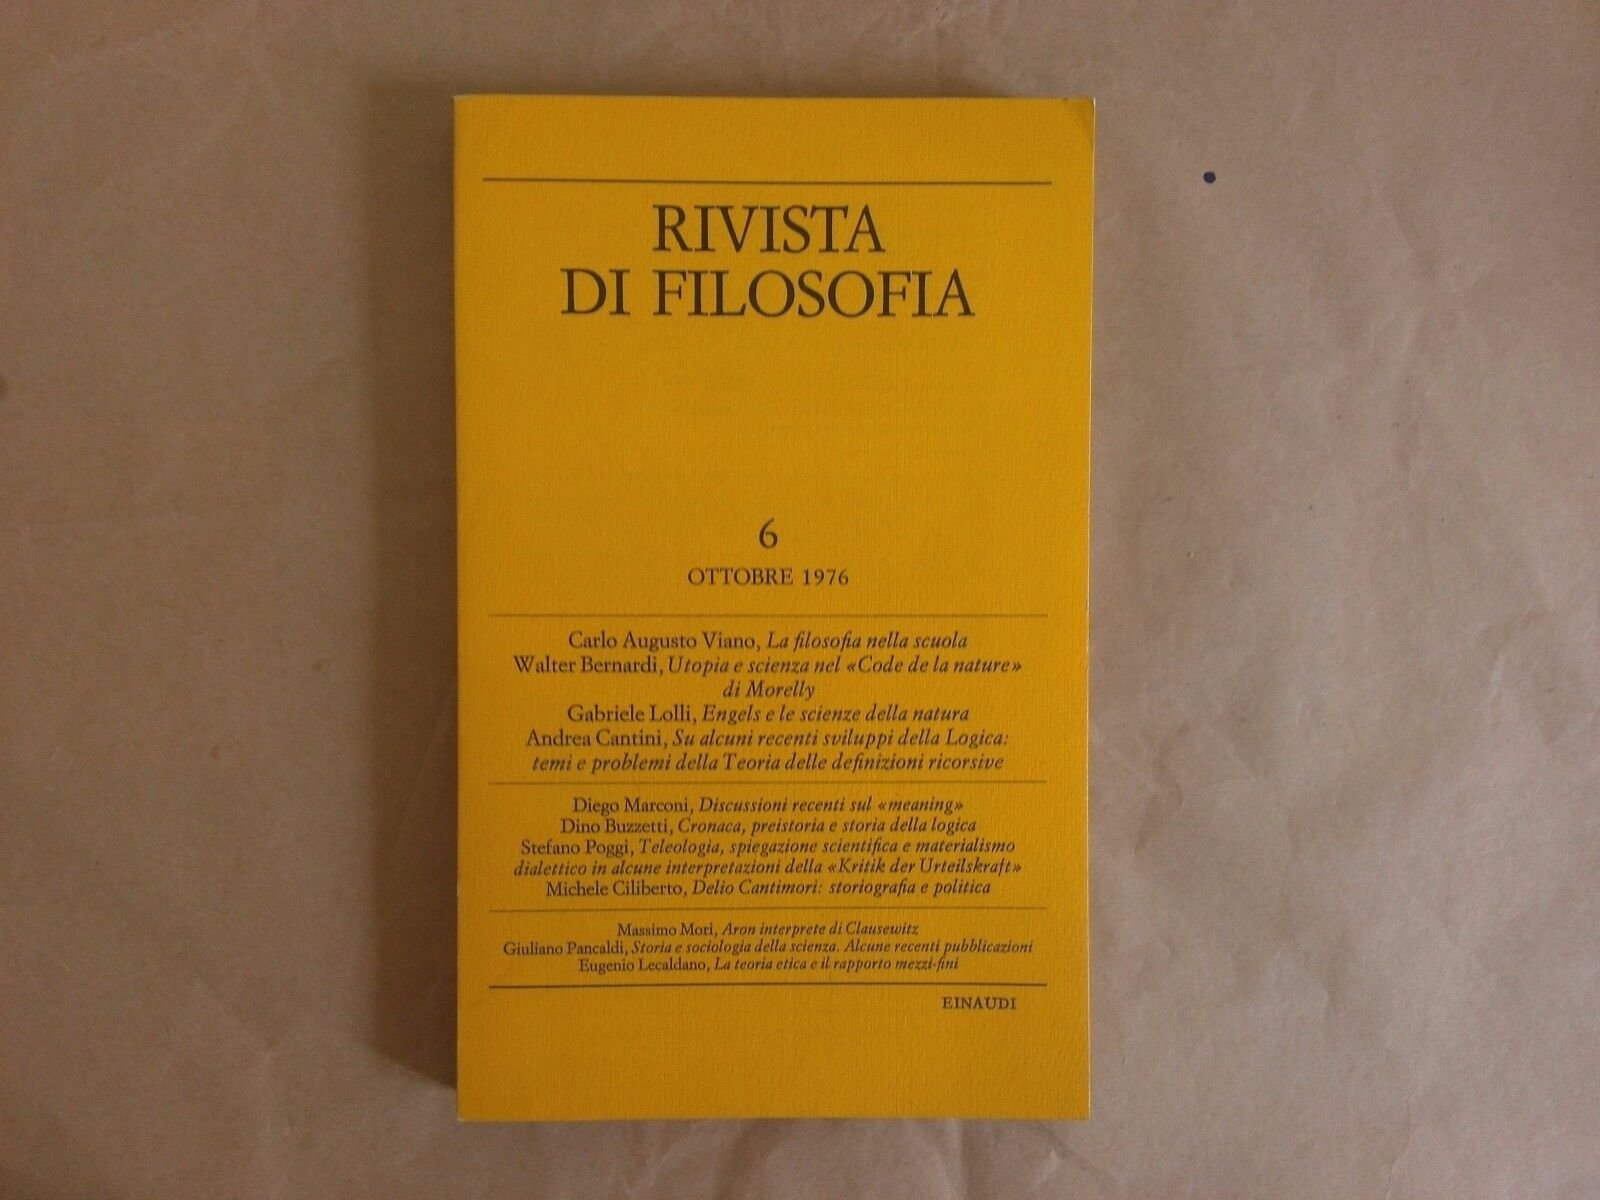 RIVISTA
DI FILOSOFIA
6
OTTOBRE 1976
Carlo Augusto Viano, La filosofia nella scuola
Walter Bernardi, Utopia e scienza nel «Code de la nature»
di Morelly
Gabriele Lolli, Engels e le scienze della natura
Andrea Cantini, Su alcuni recenti sviluppi della Logica:
temi e problemi della Teoria delle definizioni ricorsive
Diego Marconi, Discussioni recenti sul «meaning»
Dino Buzzetti, Cronaca, preistoria e storia della logica
Stefano Poggi, Teleologia, spiegazione scientifica e materialismo
dialettico in alcune interpretazioni della «Kritik der Urteilskraft»
Michele Ciliberto, Delio Cantimori: storiografia e politica
Massimo Mori, Aron interprete di Clausewitz
Giuliano Pancaldi, Storia e sociologia della scienza. Alcune recenti pubblicazioni
Eugenio Lecaldano, La teoria etica e il rapporto mezzi-fini
EINAUDI